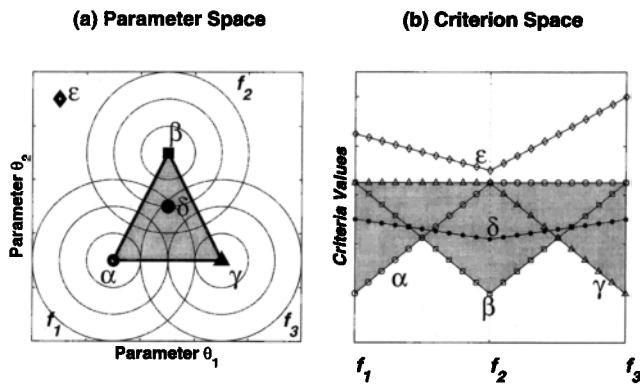 (a) Parameter Space
(b) Criterion Space
ε
f2
β
Parameter θ2
δ
α
γ
f1
f3
Parameter θ1
Criteria Values
ε
δ
α
β
γ
f1
f2
f3